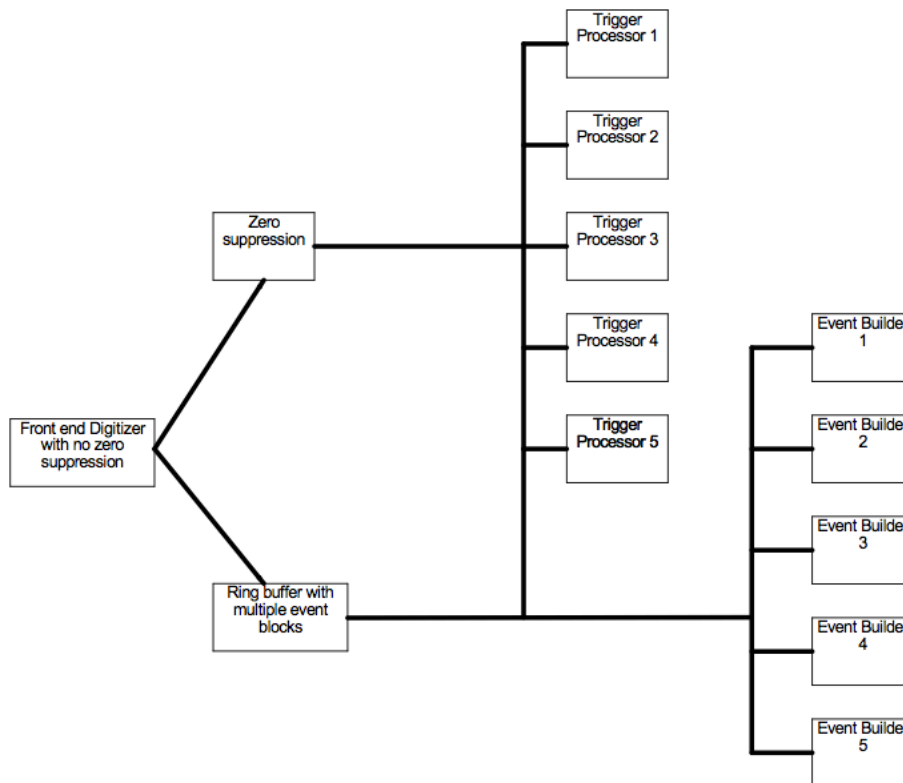 Trigger
Processor 1
Trigger
Processor 2
Zero
suppression
Trigger
Processor 3
Trigger
Processor 4
Event Builde
1
Front end Digitizer
with no zero
suppression
Trigger
Processor 5
Event Builde
2
Event Builde
3
Ring buffer with
multiple event
blocks
Event Builde
4
Event Builde
5